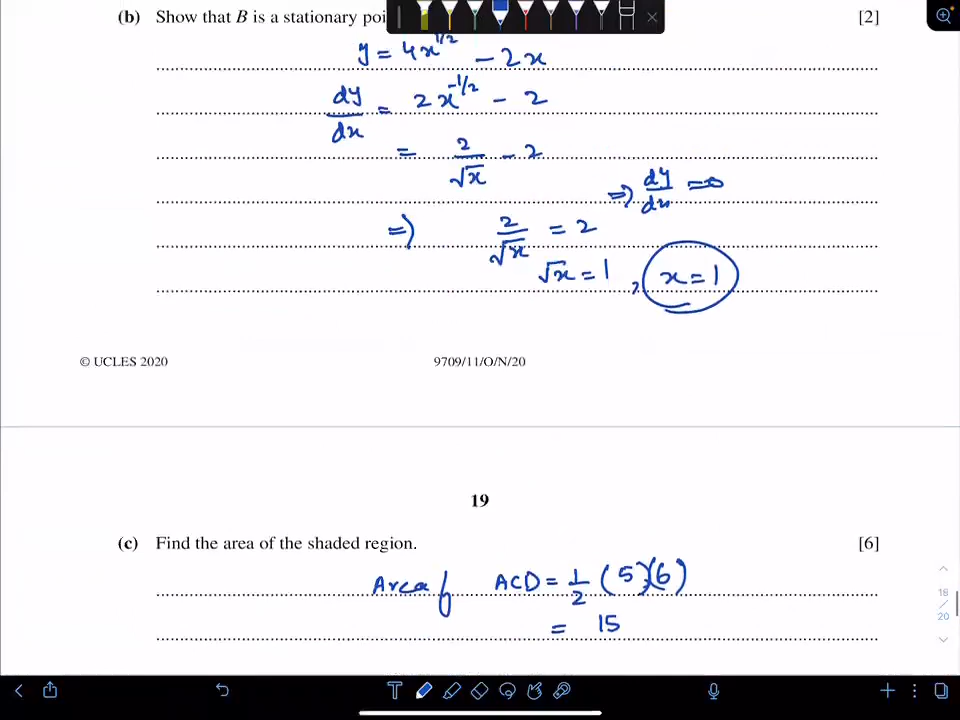 (b) Show that B is a stationary poi [2]
y = 4x^{1/2} - 2x
dy/dx = 2x^{-1/2} - 2
= 2/√x - 2
⇒ dy/dx = 0
⇒ 2/√x = 2
√x = 1 , x = 1
© UCLES 2020 9709/11/O/N/20
19
(c) Find the area of the shaded region. [6]
Area of ACD = 1/2 (5)(6)
= 15
18
/
20